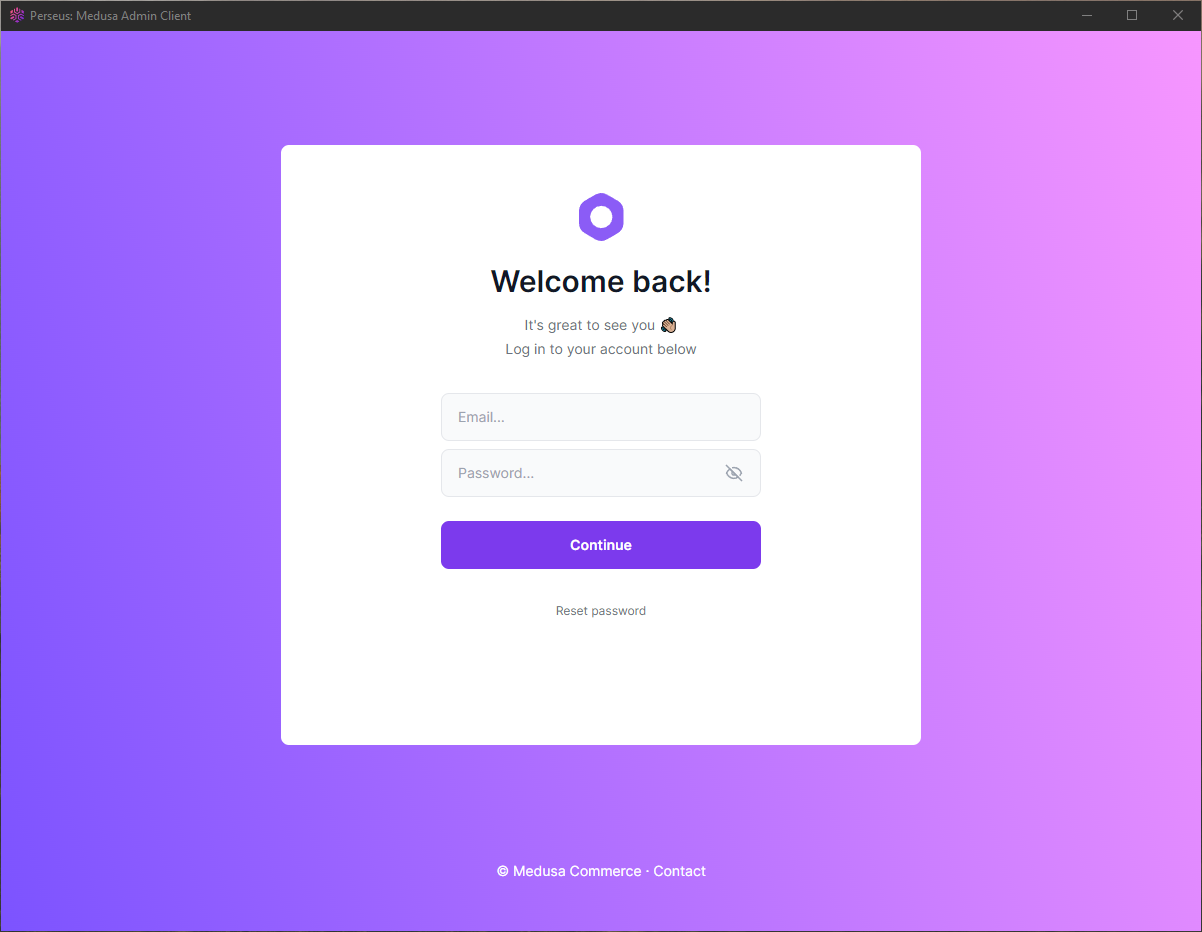 Perseus: Medusa Admin Client
Welcome back!
It's great to see you 👋🏼
Log in to your account below
Email...
Password...
Continue
Reset password
© Medusa Commerce · Contact